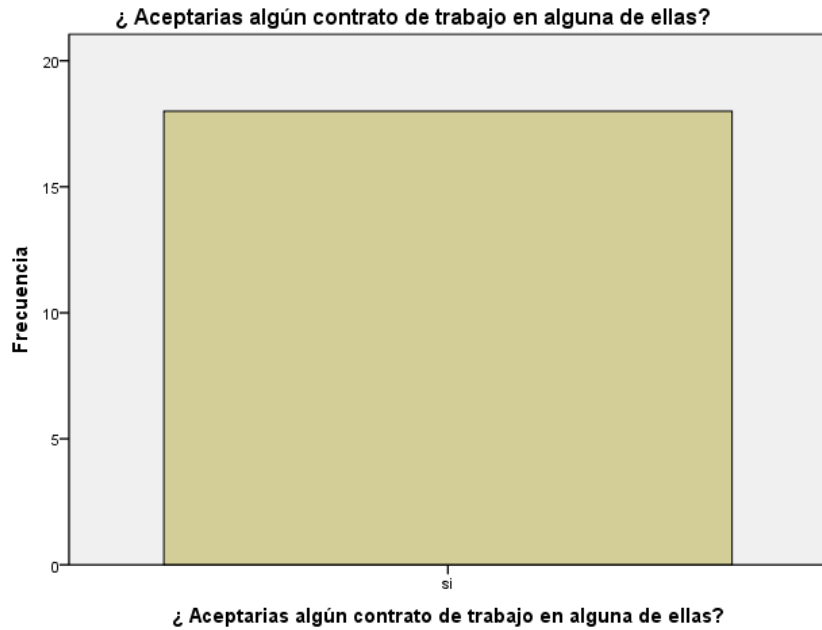 ¿ Aceptarias algún contrato de trabajo en alguna de ellas?
20
15
10
5
0
Frecuencia
si
¿ Aceptarias algún contrato de trabajo en alguna de ellas?